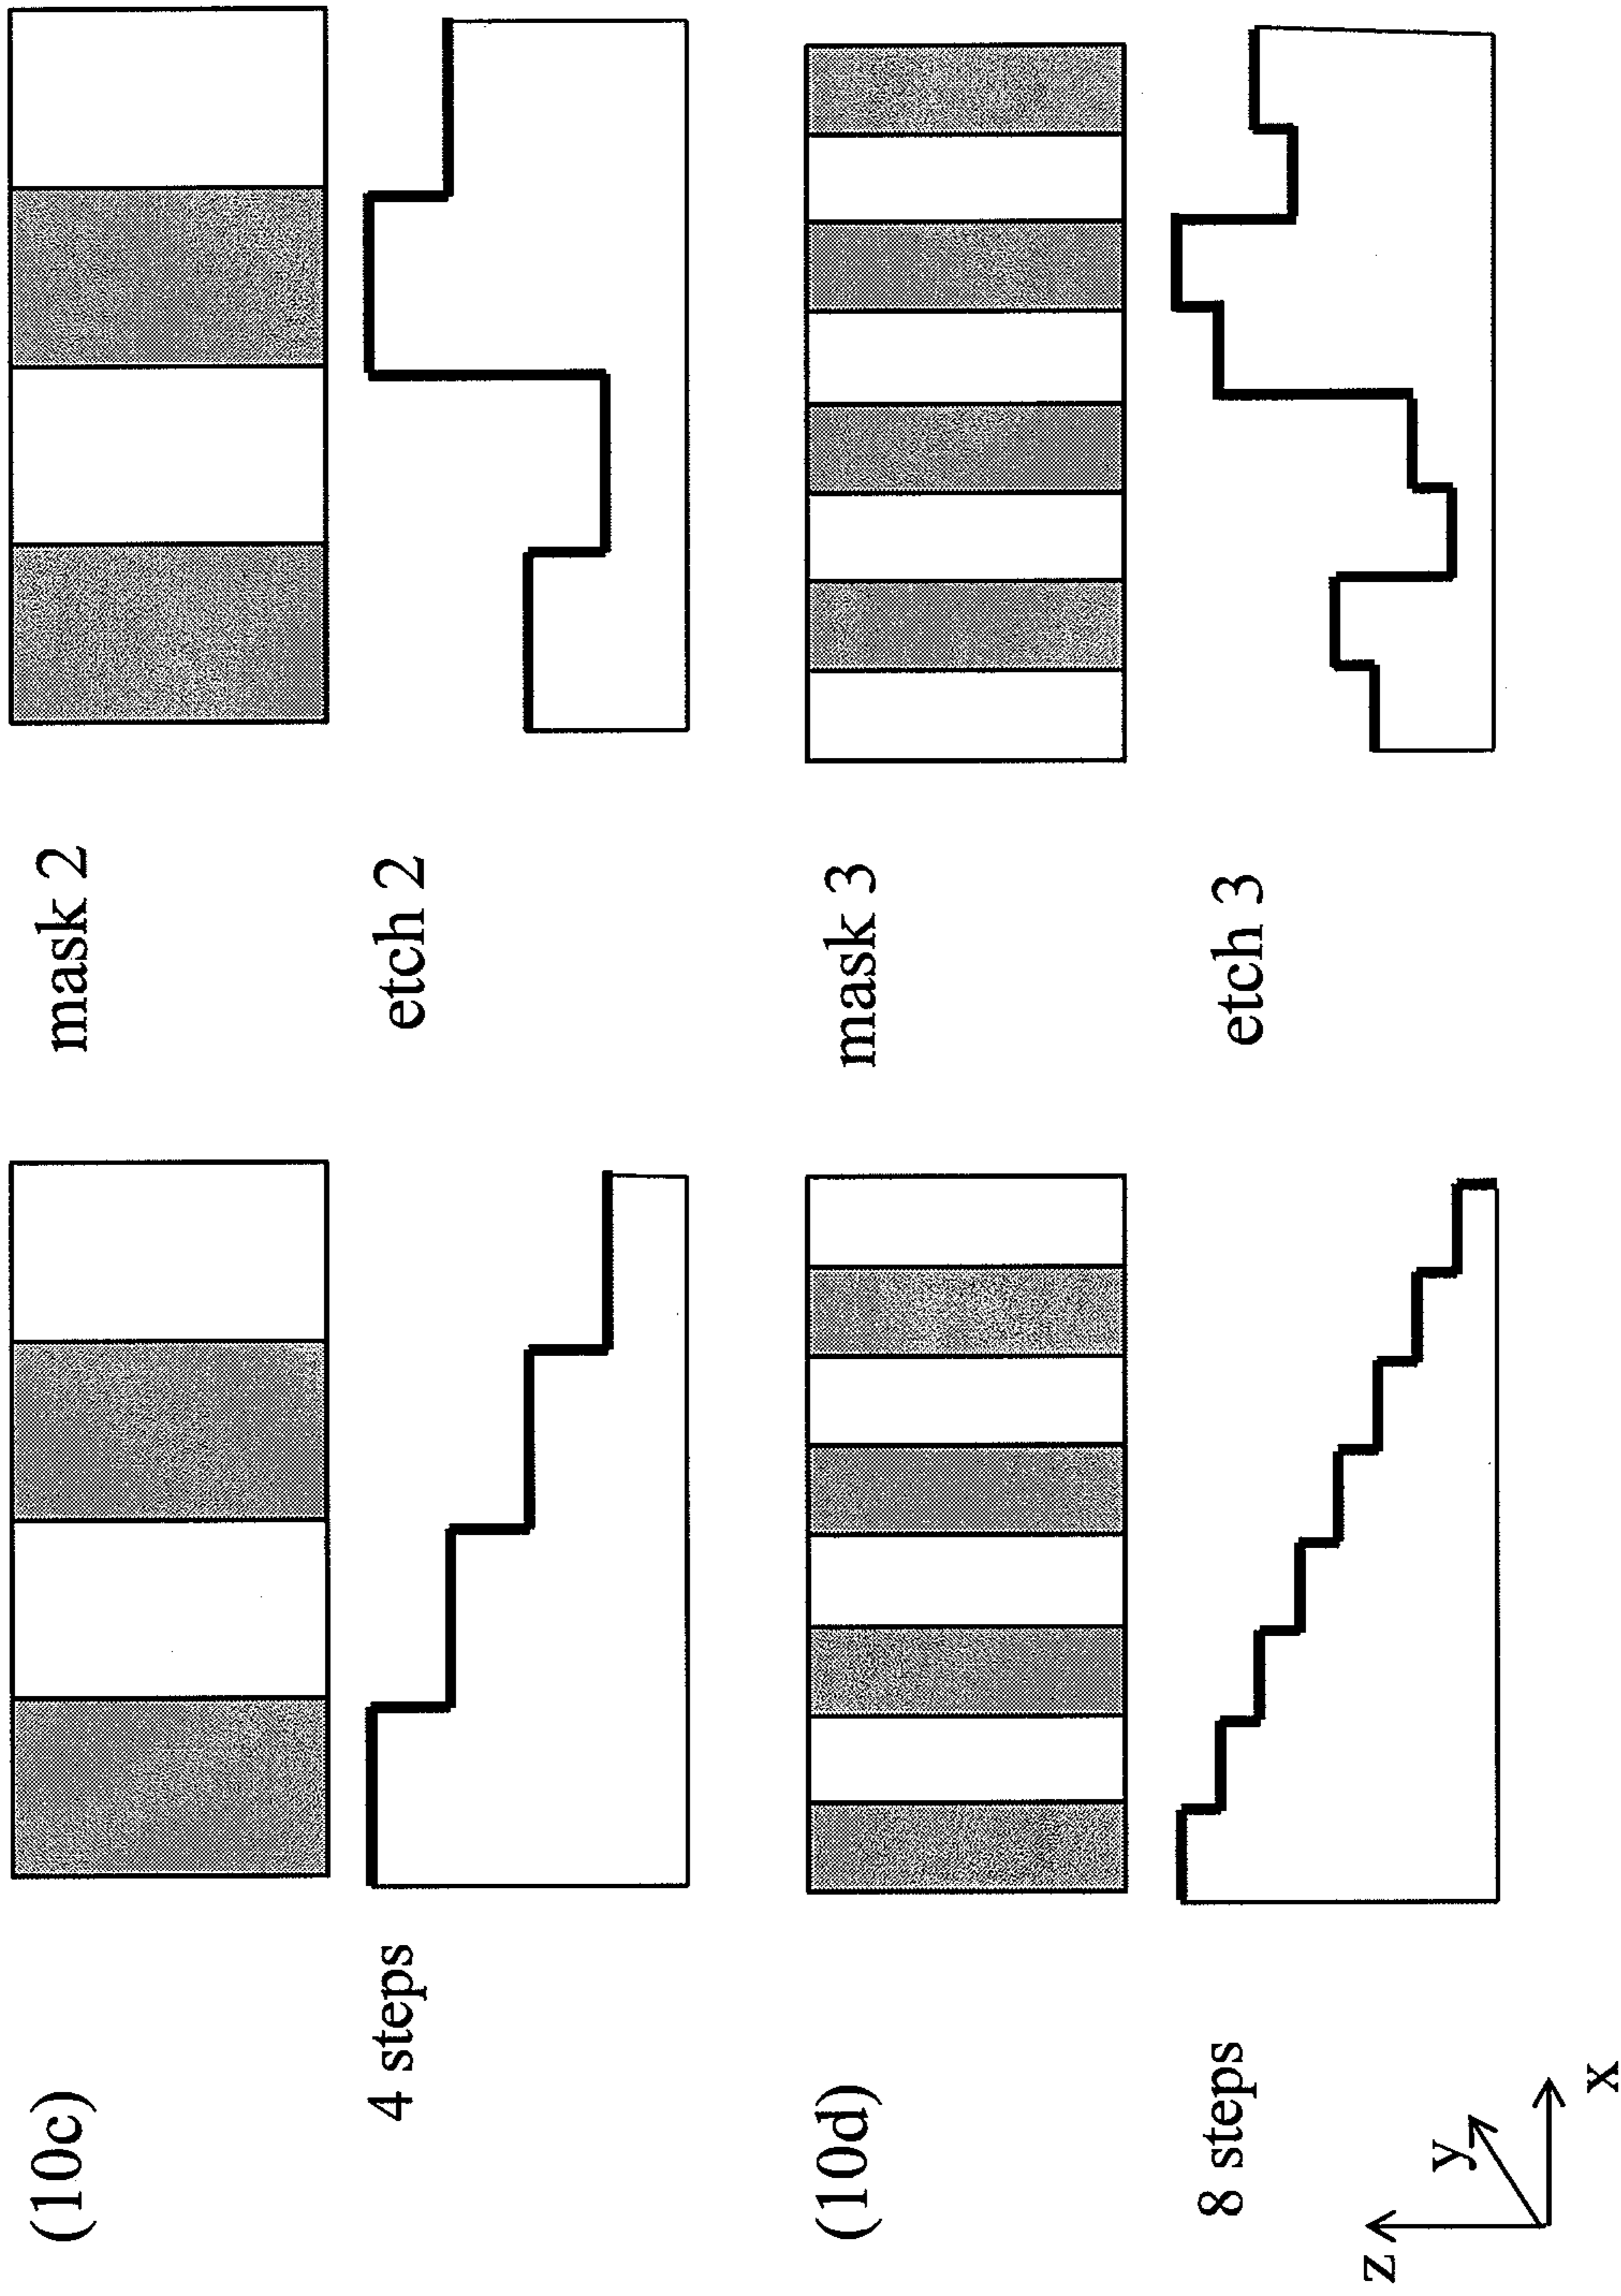 (10c)
mask 2
4 steps
etch 2
(10d)
mask 3
8 steps
etch 3
z
y
x